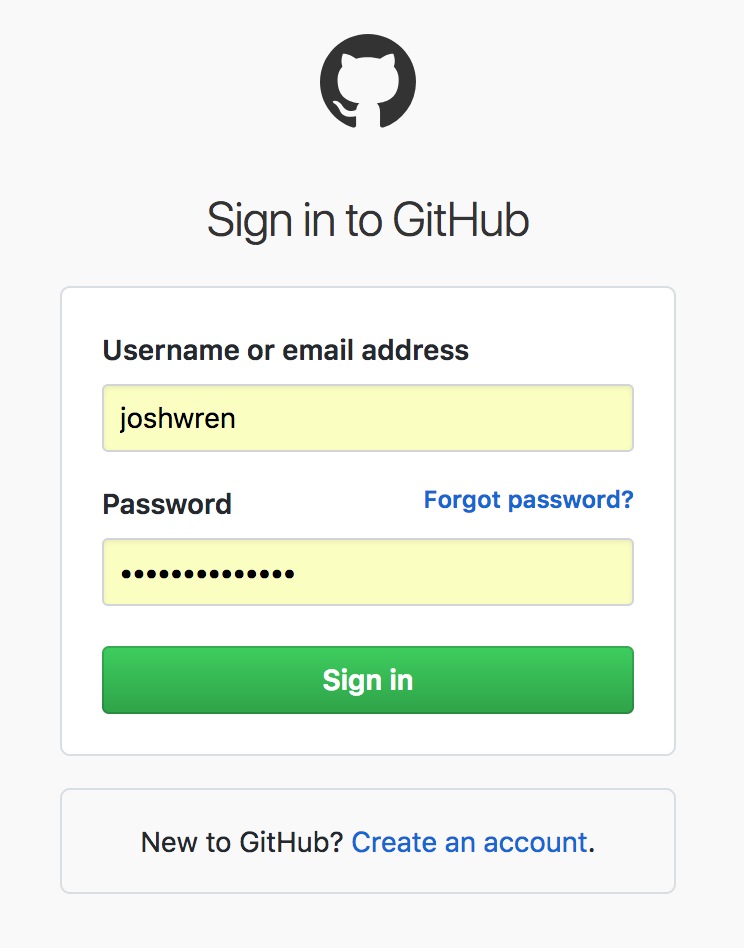 Sign in to GitHub
Username or email address
joshwren
Password
Forgot password?
••••••••••••••
Sign in
New to GitHub? Create an account.